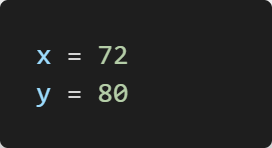 x = 72
y = 80